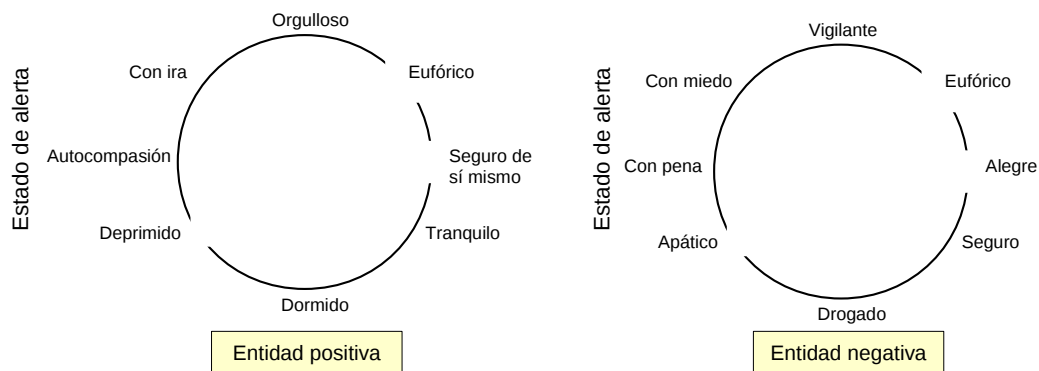 Orgulloso
Con ira
Eufórico
Estado de alerta
Autocompasión
Seguro de
sí mismo
Deprimido
Tranquilo
Dormido
Entidad positiva
Vigilante
Con miedo
Eufórico
Estado de alerta
Con pena
Alegre
Apático
Seguro
Drogado
Entidad negativa